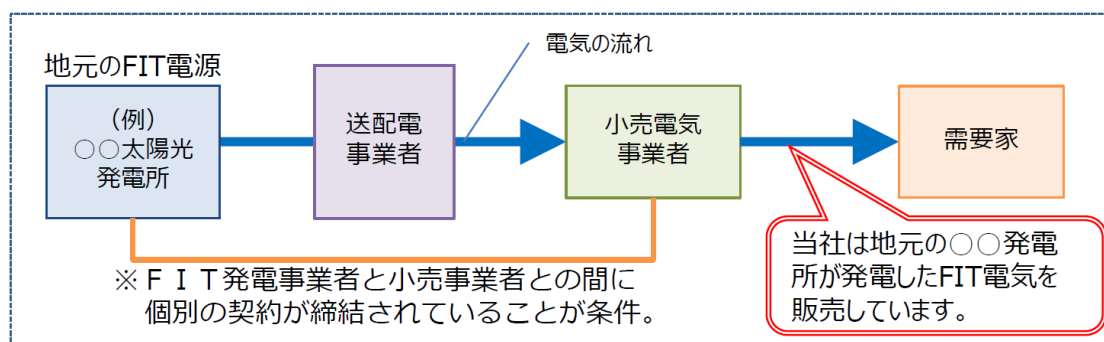 電気の流れ
地元のFIT電源
（例）
○○太陽光
発電所
送配電
事業者
小売電気
事業者
需要家
当社は地元の○○発電
所が発電したFIT電気を
販売しています。
※ＦＩＴ発電事業者と小売事業者との間に
個別の契約が締結されていることが条件。